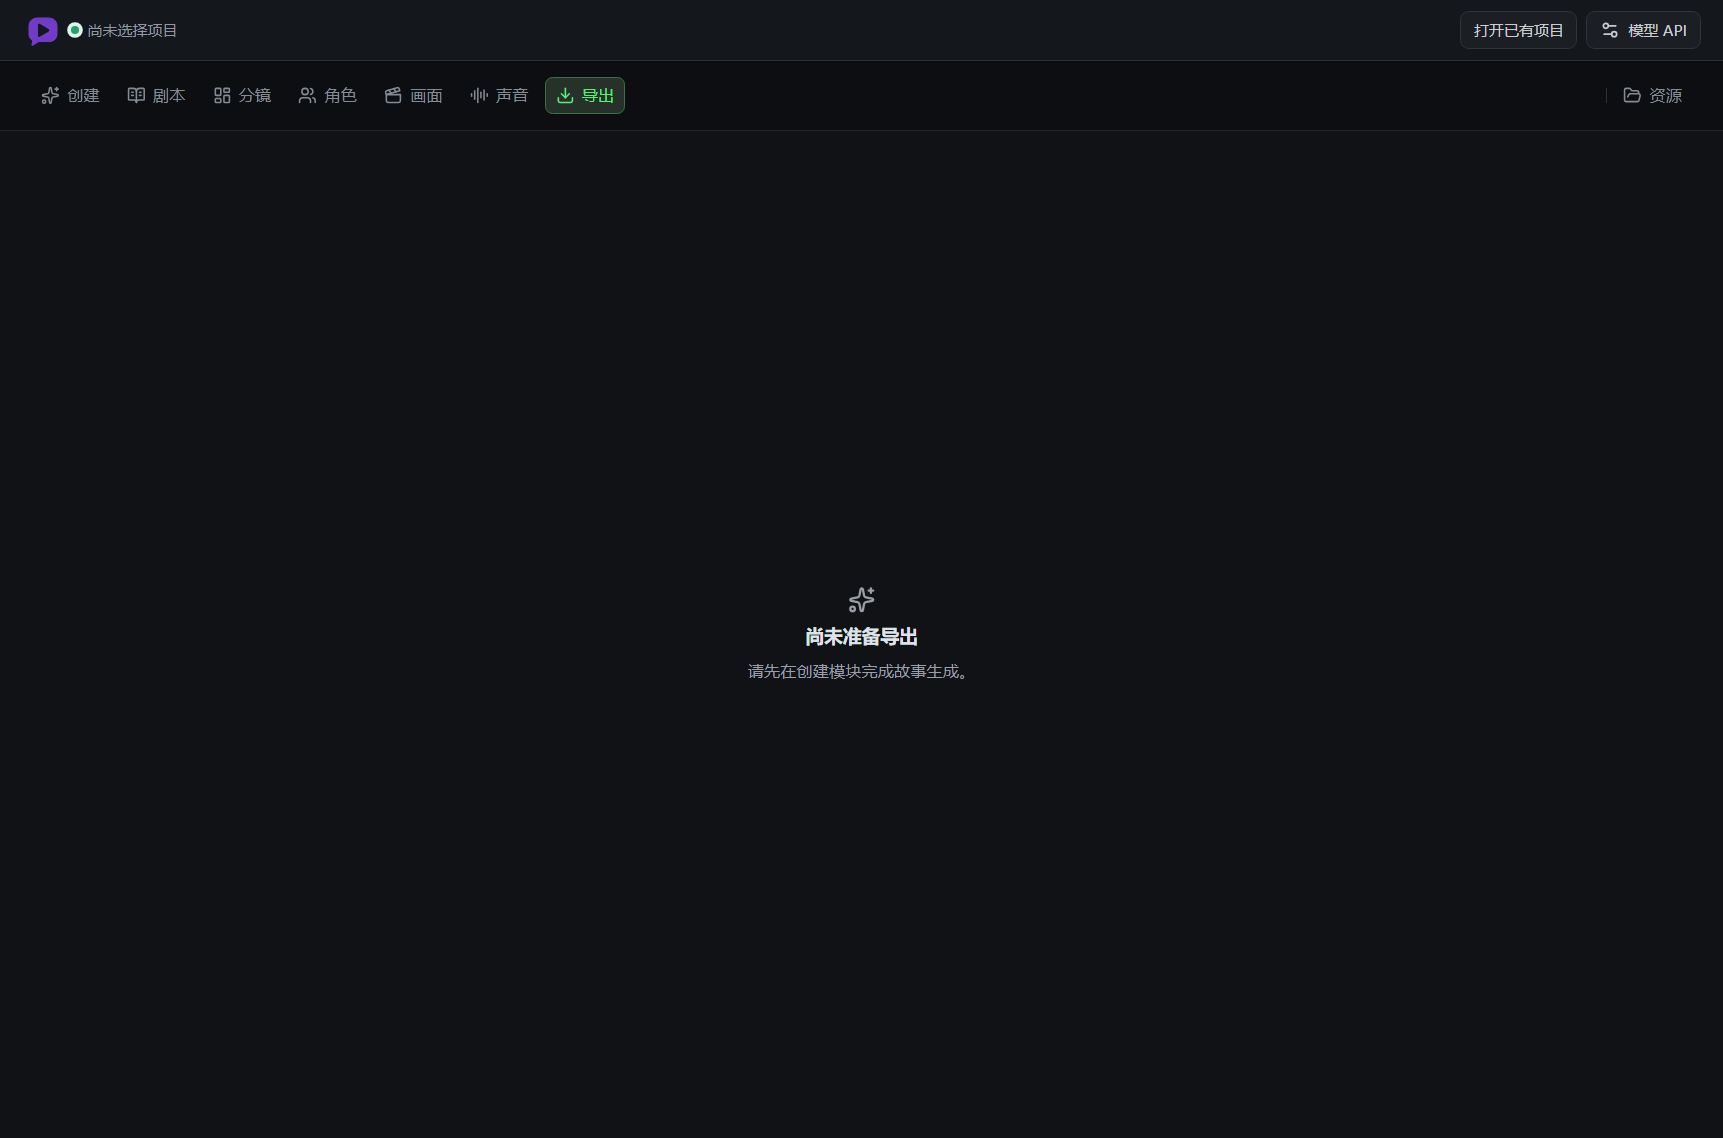 尚未选择项目
打开已有项目
模型 API
创建
剧本
分镜
角色
画面
声音
导出
资源
尚未准备导出
请先在创建模块完成故事生成。